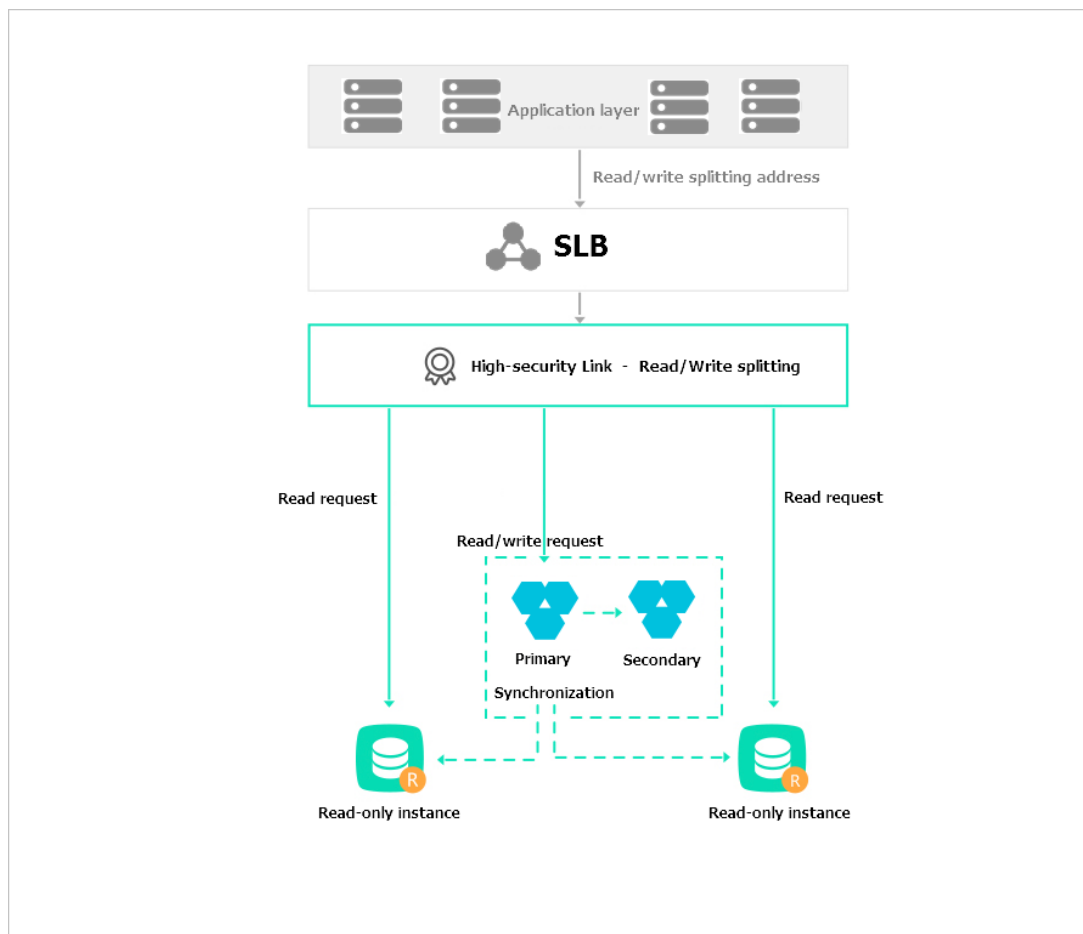 Application layer
Read/write splitting address
SLB
High-security Link - Read/Write splitting
Read request
Read request
Read/write request
Primary
Secondary
Synchronization
R
R
Read-only instance
Read-only instance